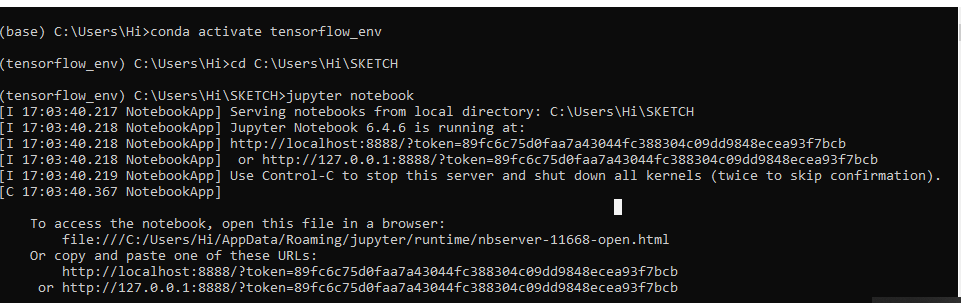 (base) C:\Users\Hi>conda activate tensorflow_env
(tensorflow_env) C:\Users\Hi>cd C:\Users\Hi\SKETCH
(tensorflow_env) C:\Users\Hi\SKETCH>jupyter notebook
[I 17:03:40.217 NotebookApp] Serving notebooks from local directory: C:\Users\Hi\SKETCH
[I 17:03:40.218 NotebookApp] Jupyter Notebook 6.4.6 is running at:
[I 17:03:40.218 NotebookApp] http://localhost:8888/?token=89fc6c75d0faa7a43044fc388304c09dd9848ecea93f7bcb
[I 17:03:40.218 NotebookApp]  or http://127.0.0.1:8888/?token=89fc6c75d0faa7a43044fc388304c09dd9848ecea93f7bcb
[I 17:03:40.219 NotebookApp] Use Control-C to stop this server and shut down all kernels (twice to skip confirmation).
[C 17:03:40.367 NotebookApp]
To access the notebook, open this file in a browser:
file:///C:/Users/Hi/AppData/Roaming/jupyter/runtime/nbserver-11668-open.html
Or copy and paste one of these URLs:
http://localhost:8888/?token=89fc6c75d0faa7a43044fc388304c09dd9848ecea93f7bcb
or http://127.0.0.1:8888/?token=89fc6c75d0faa7a43044fc388304c09dd9848ecea93f7bcb